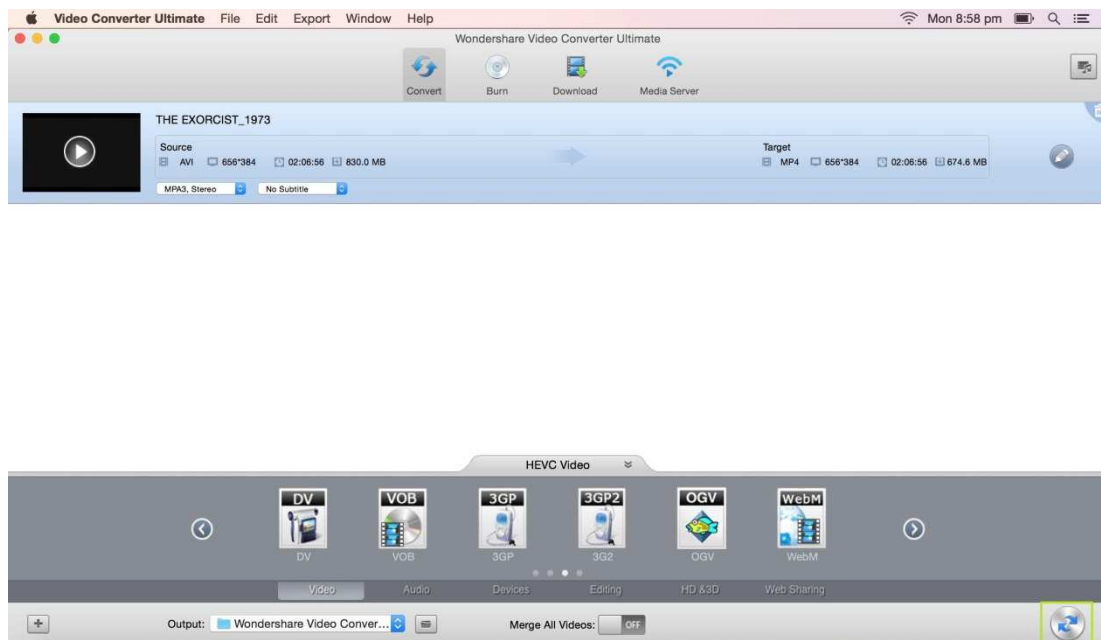 Video Converter Ultimate File Edit Export Window Help Mon 8:58 pm
Wondershare Video Converter Ultimate
Convert Burn Download Media Server
THE EXORCIST_1973
Source Target
AVI 656*384 02:06:56 830.0 MB MP4 656*384 02:06:56 674.6 MB
MPA3, Stereo No Subtitle
HEVC Video
DV VOB 3GP 3GP2 OGV WebM
DV VOB 3GP 3G2 OGV WebM
Video Audio Devices Editing HD &3D Web Sharing
Output: Wondershare Video Conver... Merge All Videos: OFF